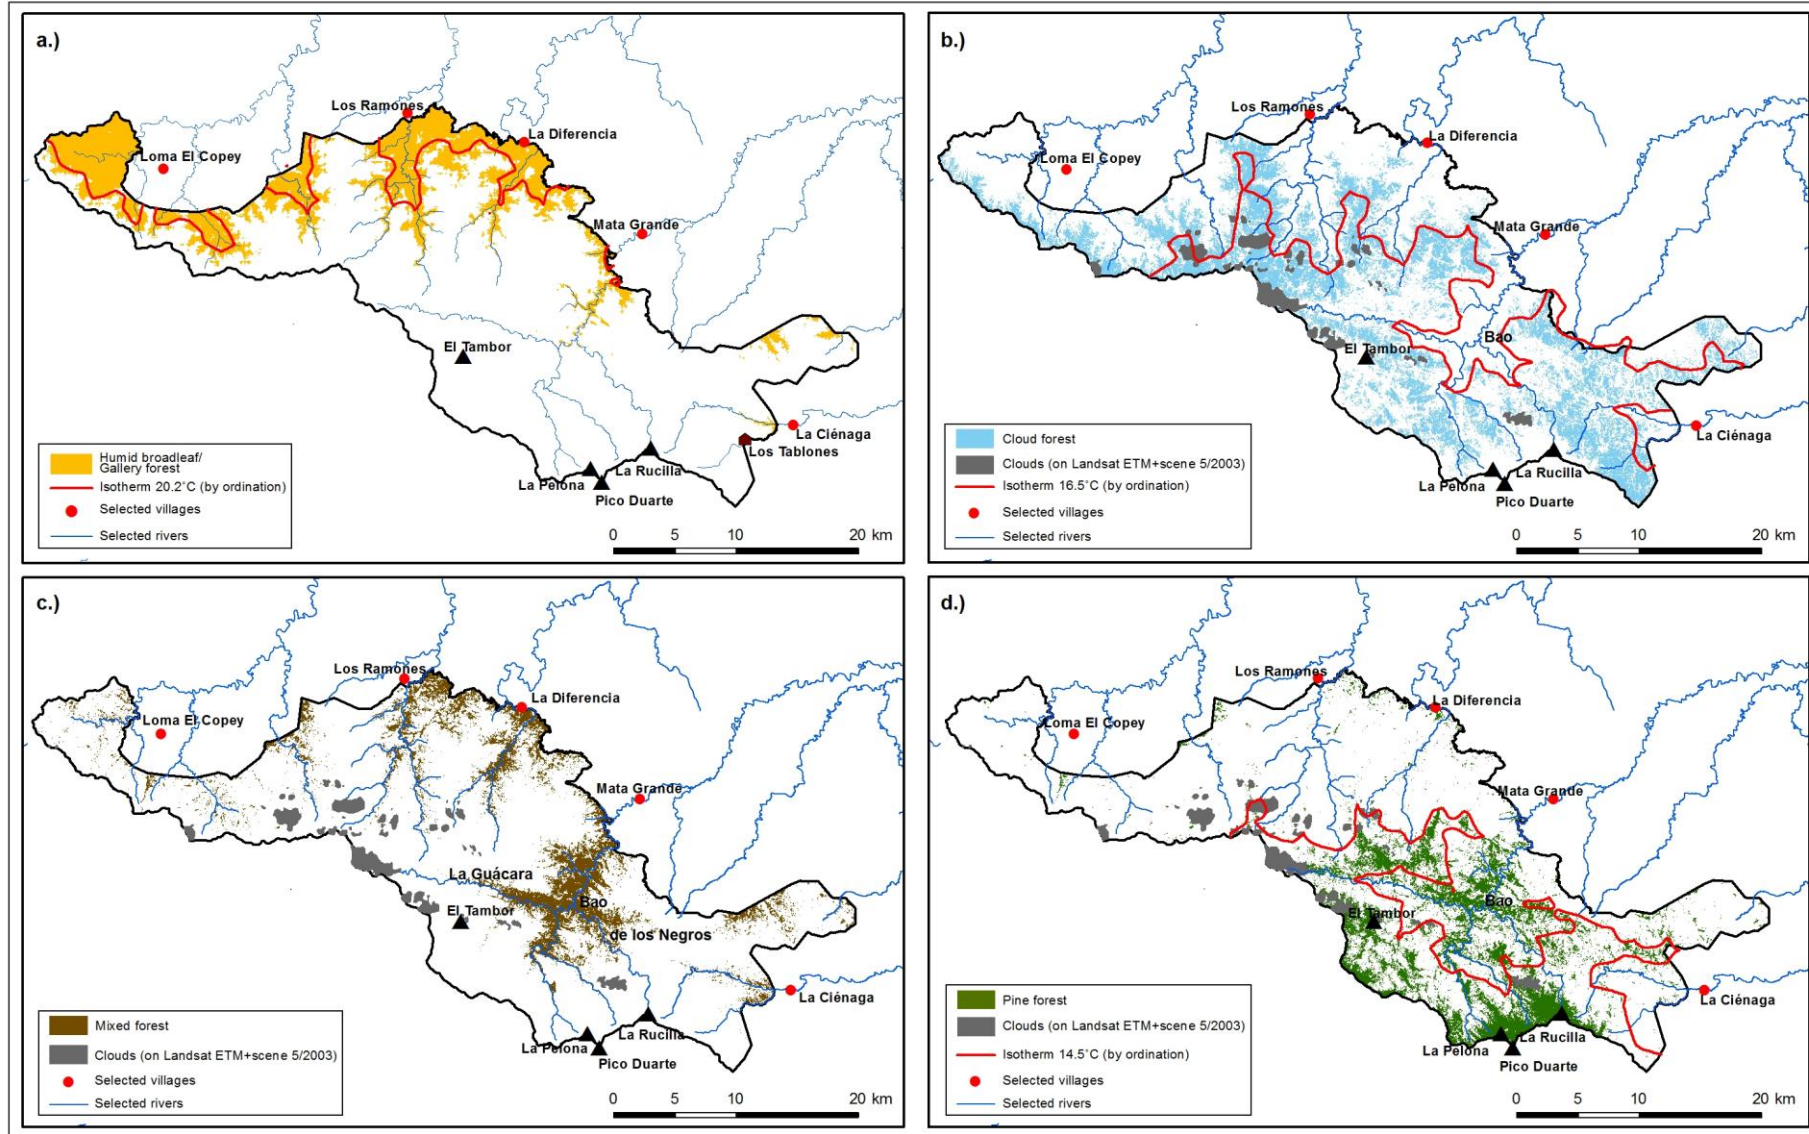 a.)
Los Ramones
La Diferencia
Loma El Copey
Mata Grande
El Tambor
La Ciénaga
Los Tablones
La Rucilla
La Pelona
Pico Duarte
Humid broadleaf/
Gallery forest
Isotherm 20.2°C (by ordination)
Selected villages
Selected rivers
0 5 10 20 km
b.)
Los Ramones
La Diferencia
Loma El Copey
Mata Grande
Bao
El Tambor
La Ciénaga
La Rucilla
La Pelona
Pico Duarte
Cloud forest
Clouds (on Landsat ETM+scene 5/2003)
Isotherm 16.5°C (by ordination)
Selected villages
Selected rivers
0 5 10 20 km
c.)
Los Ramones
La Diferencia
Loma El Copey
Mata Grande
La Guácara
Bao
El Tambor
de los Negros
La Ciénaga
La Rucilla
La Pelona
Pico Duarte
Mixed forest
Clouds (on Landsat ETM+scene 5/2003)
Selected villages
Selected rivers
0 5 10 20 km
d.)
Los Ramones
La Diferencia
Loma El Copey
Mata Grande
Bao
El Tambor
La Ciénaga
La Rucilla
La Pelona
Pico Duarte
Pine forest
Clouds (on Landsat ETM+scene 5/2003)
Isotherm 14.5°C (by ordination)
Selected villages
Selected rivers
0 5 10 20 km